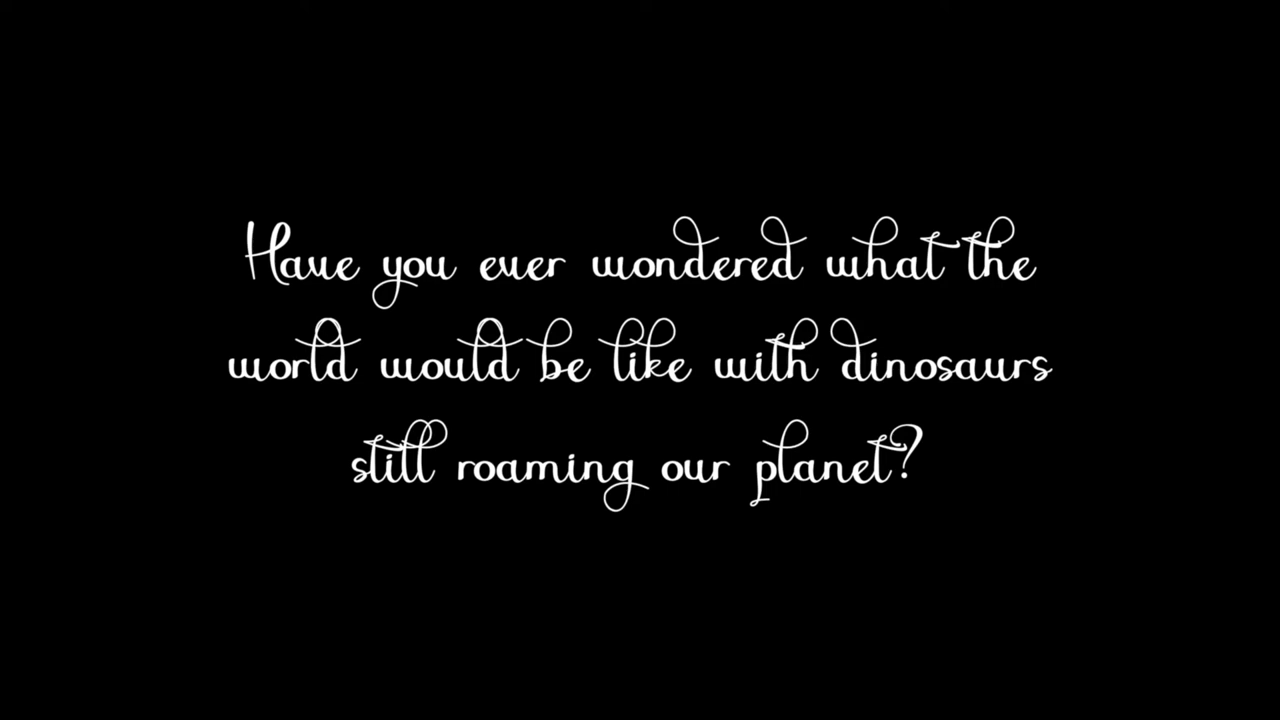 Have you ever wondered what the
world would be like with dinosaurs
still roaming our planet?